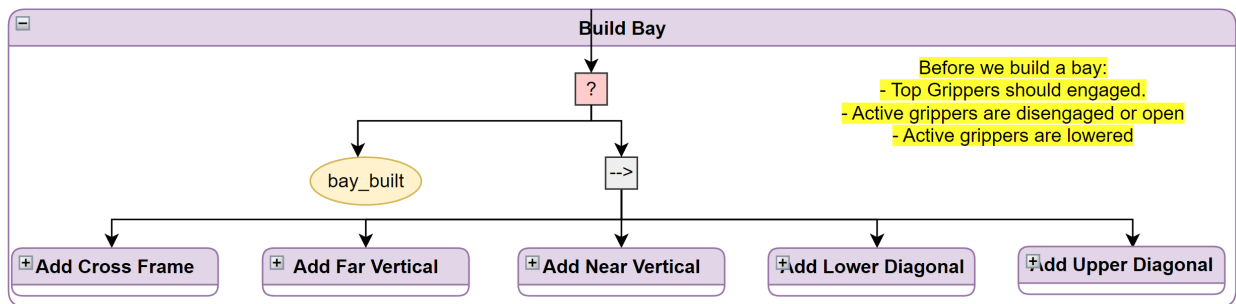 Build Bay
Before we build a bay:
- Top Grippers should engaged.
- Active grippers are disengaged or open
- Active grippers are lowered
?
bay_built
-->
Add Cross Frame
Add Far Vertical
Add Near Vertical
Add Lower Diagonal
Add Upper Diagonal